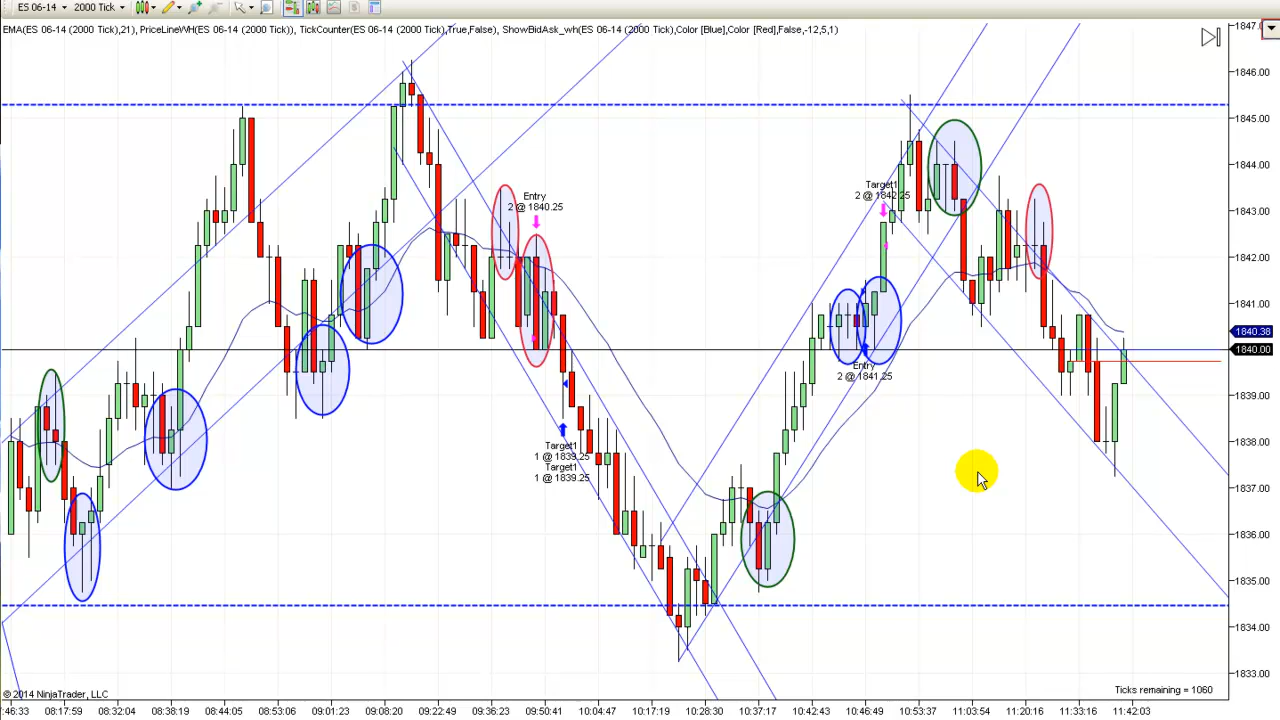 ES 06-14 2000 Tick
EMA(ES 06-14 (2000 Tick),21), PriceLineWH(ES 06-14 (2000 Tick)), TickCounter(ES 06-14 (2000 Tick),True,False), ShowBidAsk_wh(ES 06-14 (2000 Tick),Color [Blue],Color [Red],False,-12,5,1)
1847.0
1846.00
1845.00
1844.00
Target1
2 @ 1842.25
Entry
2 @ 1840.25
1843.00
1842.00
1841.00
1840.38
1840.00
Entry
2 @ 1841.25
1839.00
1838.00
Target1
1 @ 1839.25
Target1
1 @ 1839.25
1837.00
1836.00
1835.00
1834.00
1833.00
© 2014 NinjaTrader, LLC
Ticks remaining = 1060
7:46:33 08:17:59 08:32:04 08:38:19 08:44:05 08:53:06 09:01:23 09:08:20 09:22:49 09:36:23 09:50:41 10:04:47 10:17:19 10:28:30 10:37:17 10:42:43 10:46:49 10:53:37 11:03:54 11:20:16 11:33:16 11:42:03